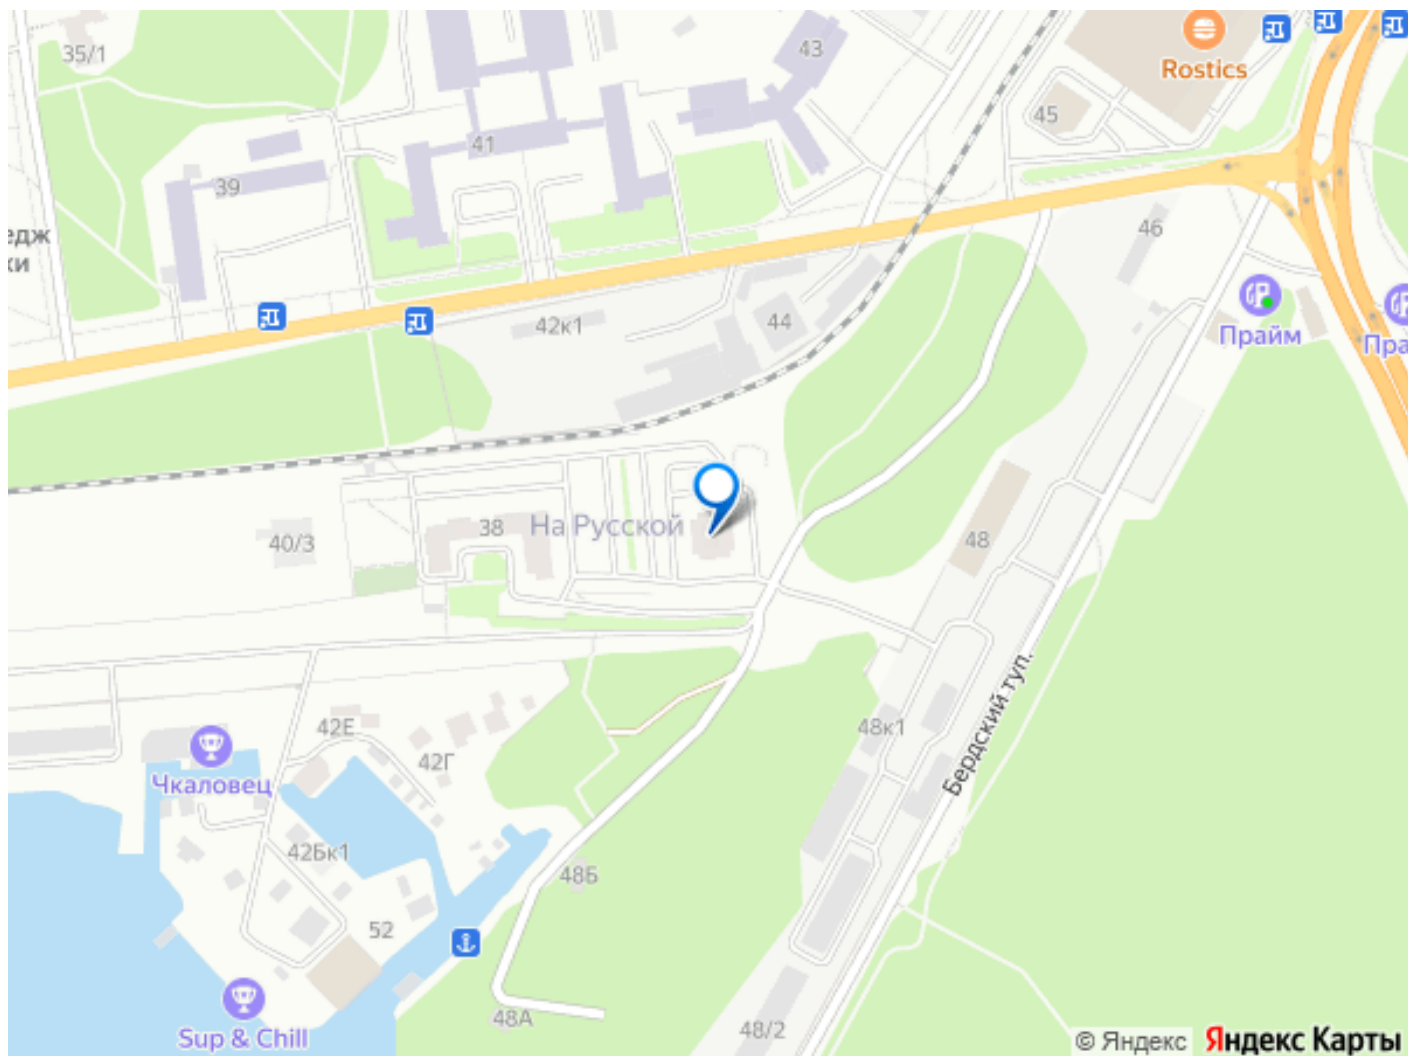 35/1
43
Rostics
45
41
39
едж
ки
46
42к1
44
Прайм
Пра
40/3
38
На Русской
48
Бердский туп.
42Е
42Г
48к1
Чкаловец
42Бк1
48Б
52
48А
Sup & Chill
48/2
© Яндекс Яндекс Карты